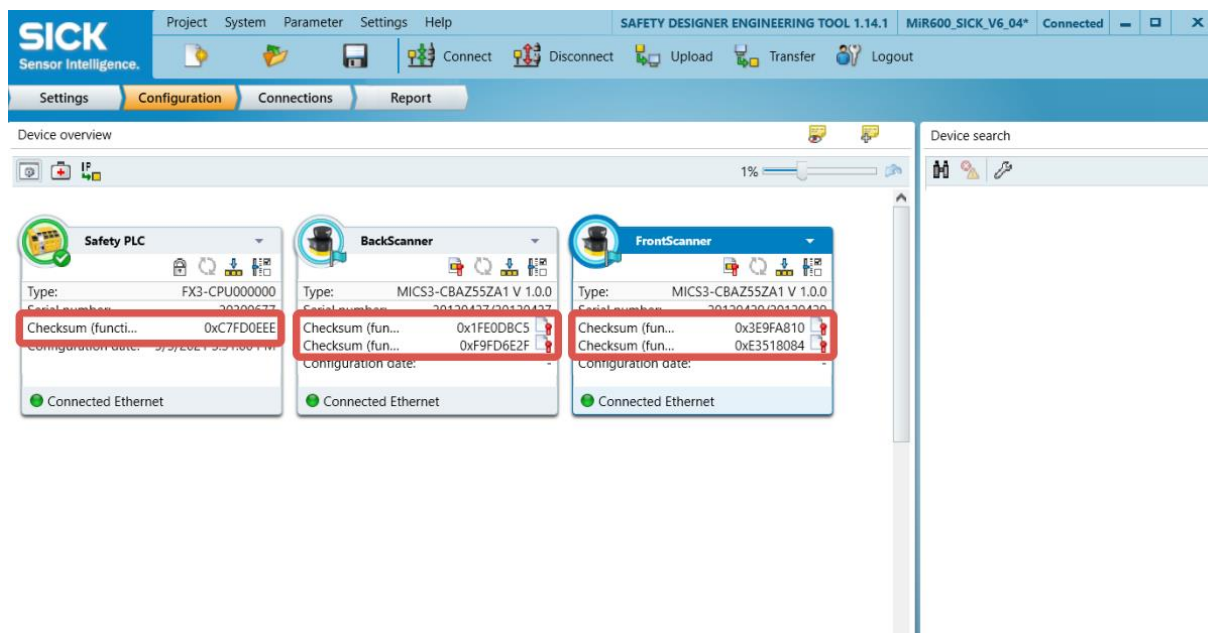 SICK
Sensor Intelligence.
Project System Parameter Settings Help
SAFETY DESIGNER ENGINEERING TOOL 1.14.1 MiR600_SICK_V6_04* Connected
Connect Disconnect Upload Transfer Logout
Settings Configuration Connections Report
Device overview
Device search
IP
1%
Safety PLC
Type: FX3-CPU000000
Checksum (functi... 0xC7FD0EEE
Connected Ethernet
BackScanner
Type: MICS3-CBAZ55ZA1 V 1.0.0
Checksum (fun... 0x1FE0DBC5
Checksum (fun... 0xF9FD6E2F
Configuration date: -
Connected Ethernet
FrontScanner
Type: MICS3-CBAZ55ZA1 V 1.0.0
Checksum (fun... 0x3E9FA810
Checksum (fun... 0xE3518084
Configuration date: -
Connected Ethernet